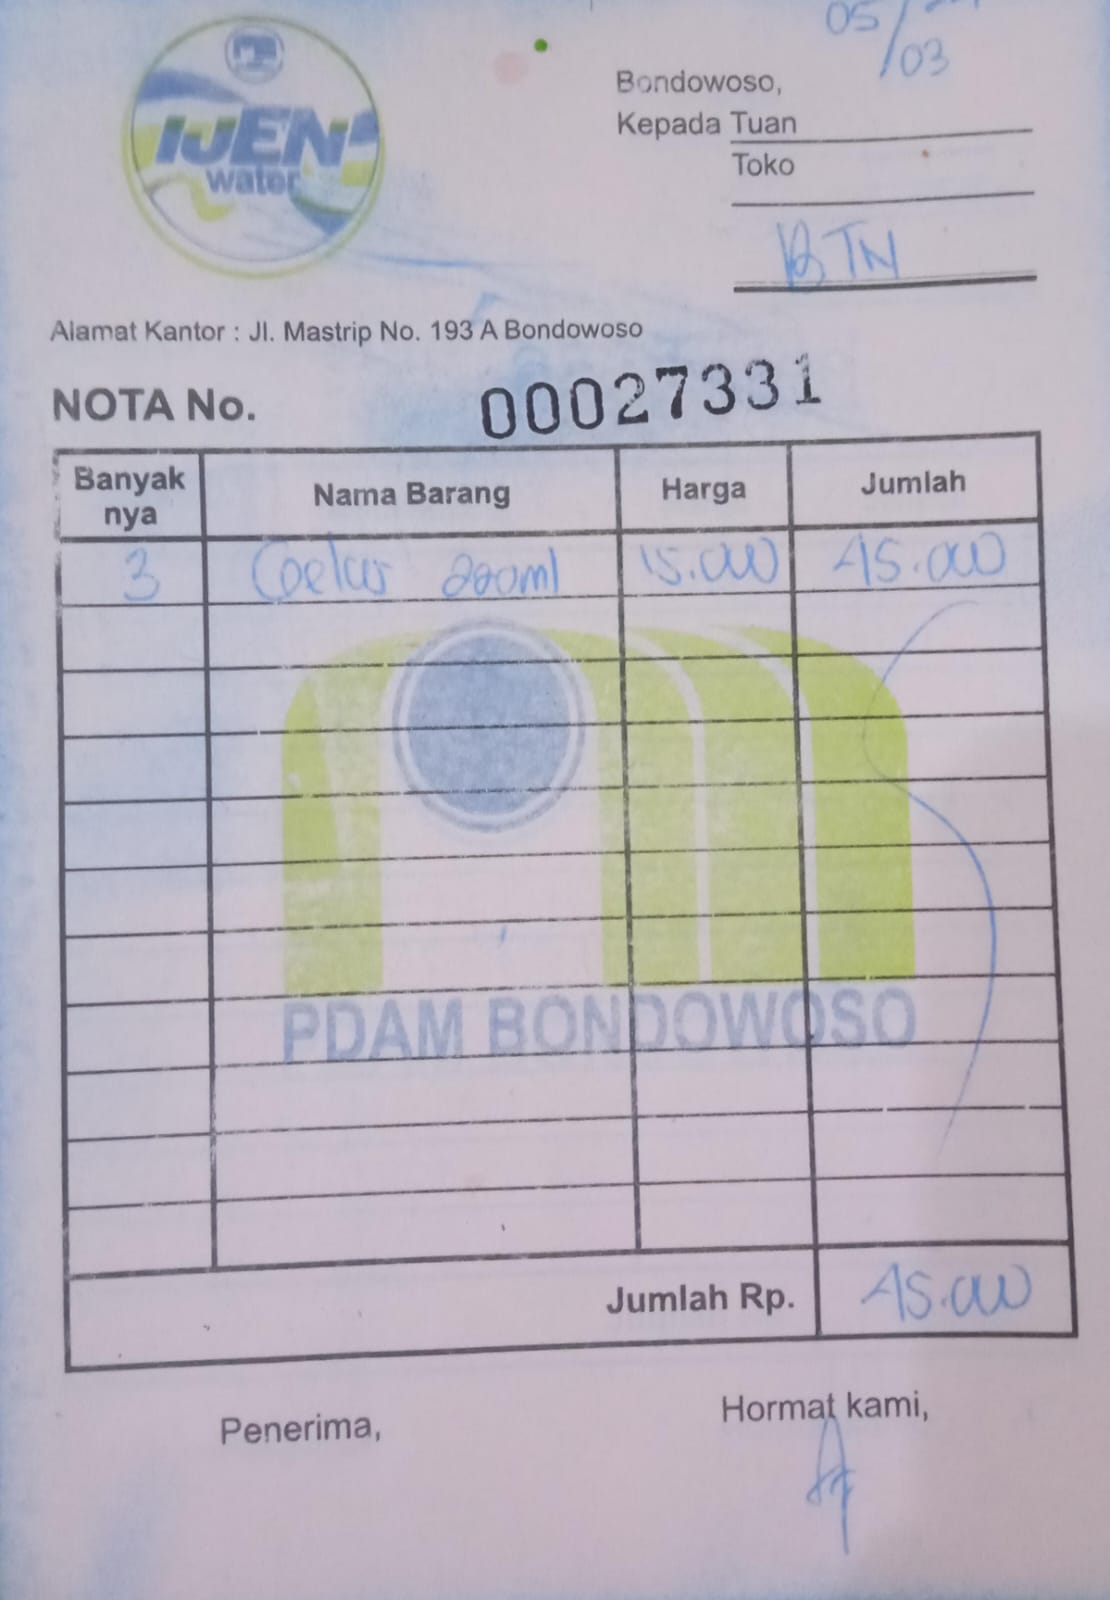 IJEN
water
05/
03
Bondowoso,
Kepada Tuan
Toko
BTN
Alamat Kantor : Jl. Mastrip No. 193 A Bondowoso
NOTA No. 00027331
Banyak nya Nama Barang Harga Jumlah
3 200ml 15.000 45.000
PDAM BONDOWOSO
Jumlah Rp. 45.000
Penerima, Hormat kami,